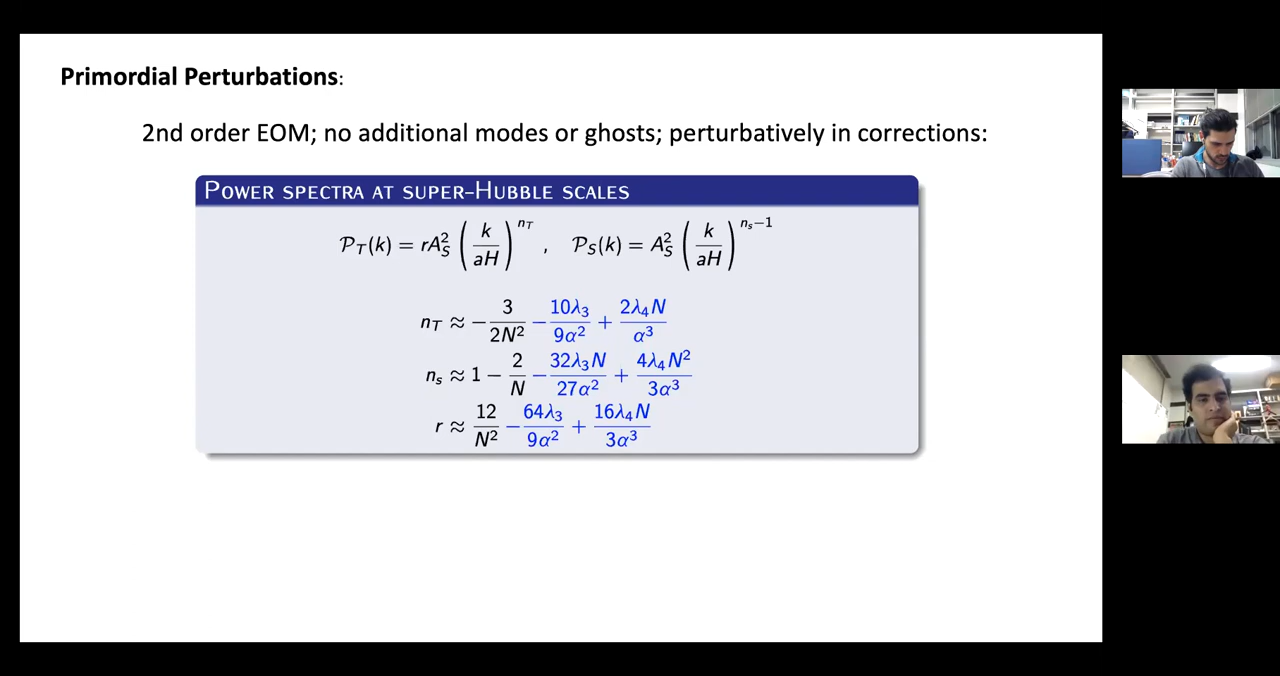 Primordial Perturbations:
2nd order EOM; no additional modes or ghosts; perturbatively in corrections:
Power spectra at super-Hubble scales
𝒫_T(k) = rA_S^2 (k/aH)^{n_T} , 𝒫_S(k) = A_S^2 (k/aH)^{n_s−1}
n_T ≈ −3/(2N^2) − 10λ_3/(9α^2) + 2λ_4N/α^3
n_s ≈ 1 − 2/N − 32λ_3N/(27α^2) + 4λ_4N^2/(3α^3)
r ≈ 12/N^2 − 64λ_3/(9α^2) + 16λ_4N/(3α^3)